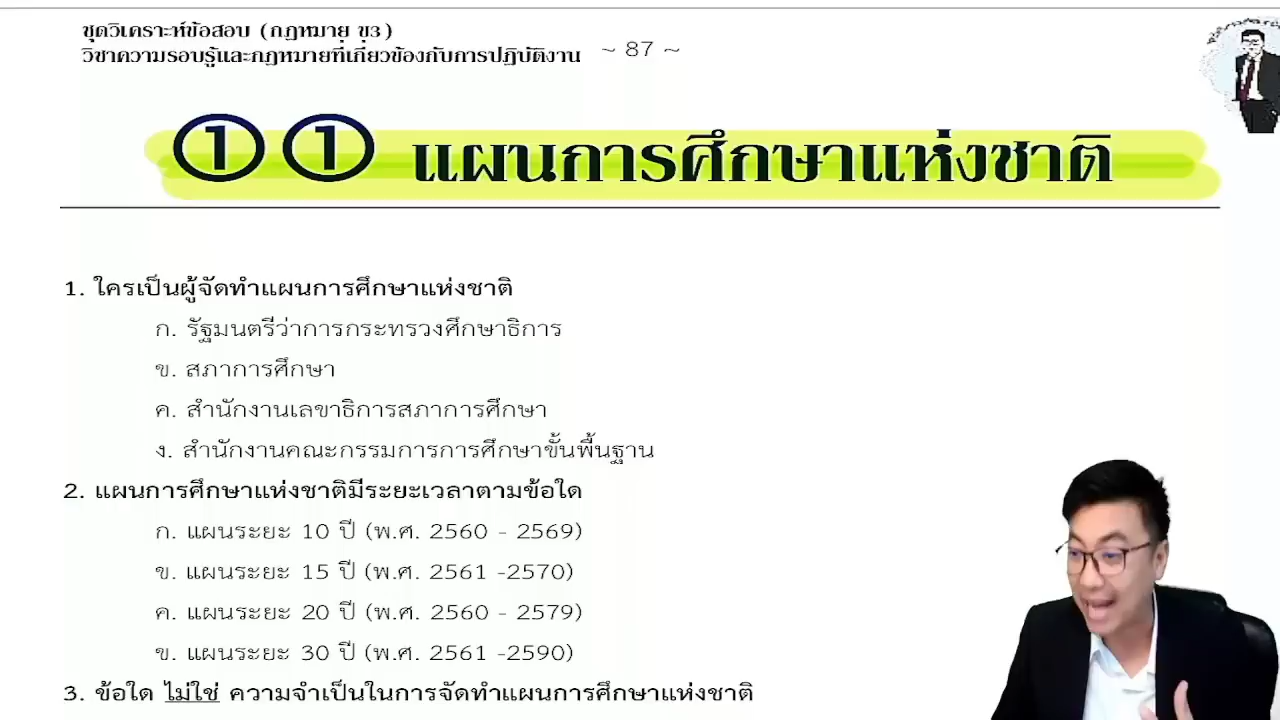 ชุดวิเคราะห์ข้อสอบ (กฎหมาย ข3)
วิชาความรอบรู้และกฎหมายที่เกี่ยวข้องกับการปฏิบัติงาน ~ 87 ~
① ① แผนการศึกษาแห่งชาติ
1. ใครเป็นผู้จัดทำแผนการศึกษาแห่งชาติ
ก. รัฐมนตรีว่าการกระทรวงศึกษาธิการ
ข. สภาการศึกษา
ค. สำนักงานเลขาธิการสภาการศึกษา
ง. สำนักงานคณะกรรมการการศึกษาขั้นพื้นฐาน
2. แผนการศึกษาแห่งชาติมีระยะเวลาตามข้อใด
ก. แผนระยะ 10 ปี (พ.ศ. 2560 - 2569)
ข. แผนระยะ 15 ปี (พ.ศ. 2561 -2570)
ค. แผนระยะ 20 ปี (พ.ศ. 2560 - 2579)
ข. แผนระยะ 30 ปี (พ.ศ. 2561 -2590)
3. ข้อใด ไม่ใช่ ความจำเป็นในการจัดทำแผนการศึกษาแห่งชาติ